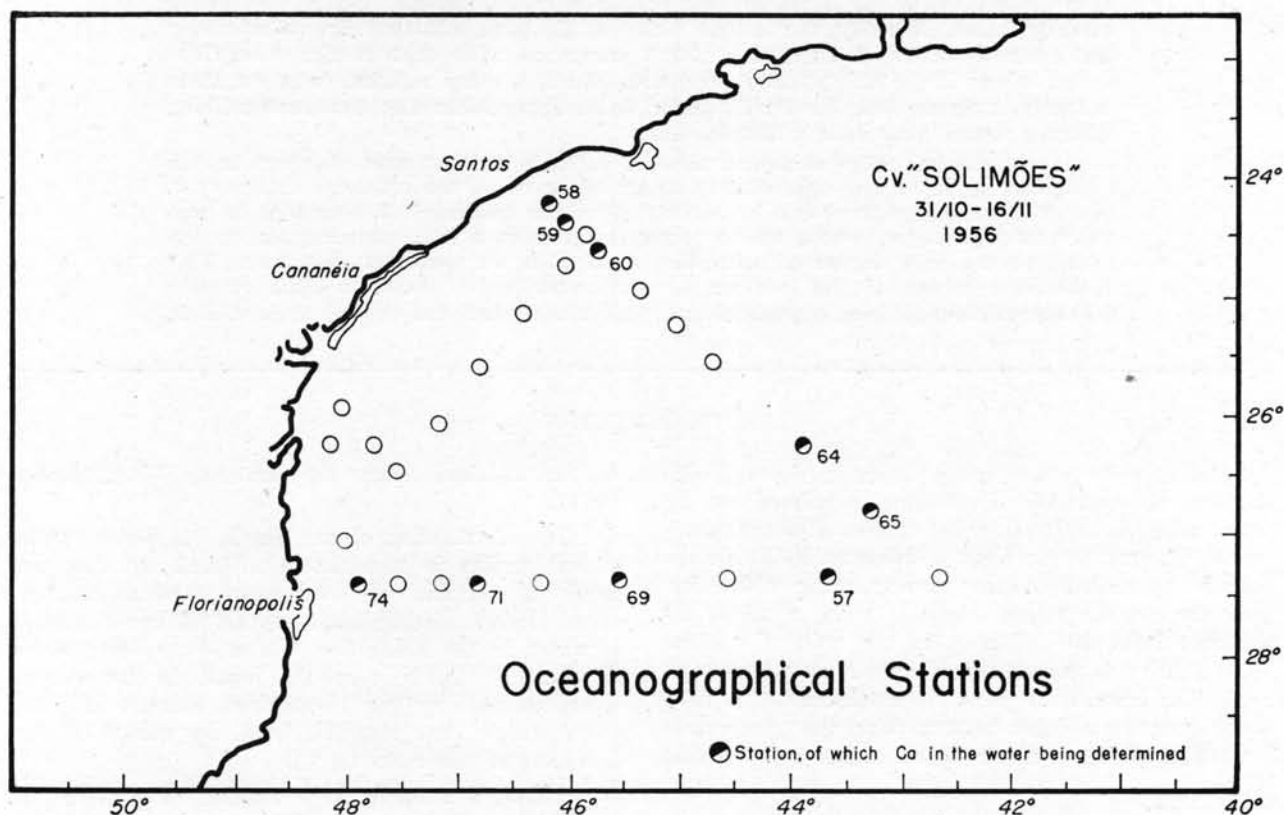 Santos
58
Cv. "SOLIMÕES"
31/10-16/11
1956
24°
59
60
Cananéia
26°
64
65
74
71
69
57
Florianopolis
28°
Oceanographical Stations
Station, of which Ca in the water being determined
50° 48° 46° 44° 42° 40°